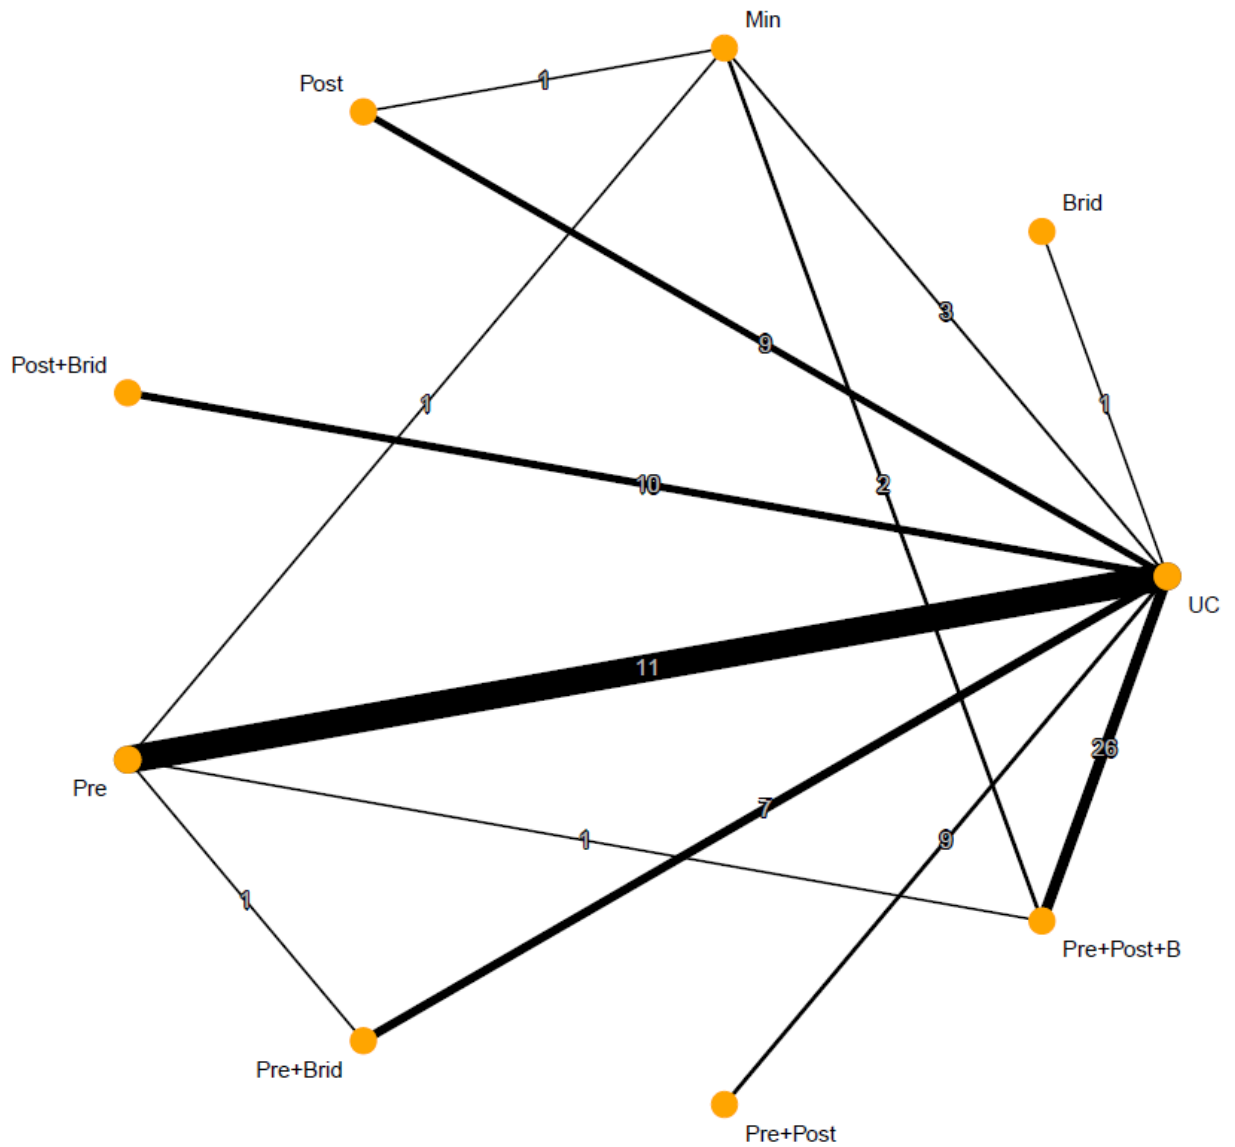 Min
Post
1
Brid
3
9
Post+Brid
1
1
2
10
UC
11
26
Pre
7
1
9
1
Pre+Post+B
Pre+Brid
Pre+Post